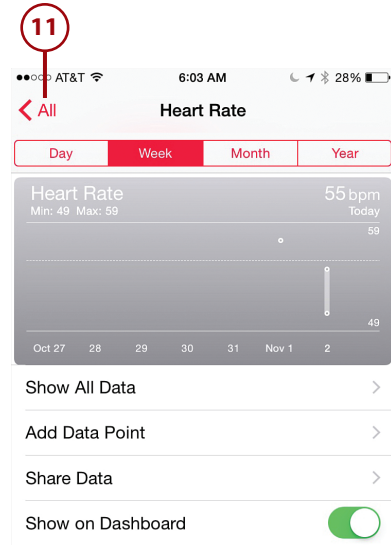 11
AT&T 6:03 AM 28%
All Heart Rate
Day Week Month Year
Heart Rate 55 bpm
Min: 49 Max: 59 Today
59
49
Oct 27 28 29 30 31 Nov 1 2
Show All Data
Add Data Point
Share Data
Show on Dashboard